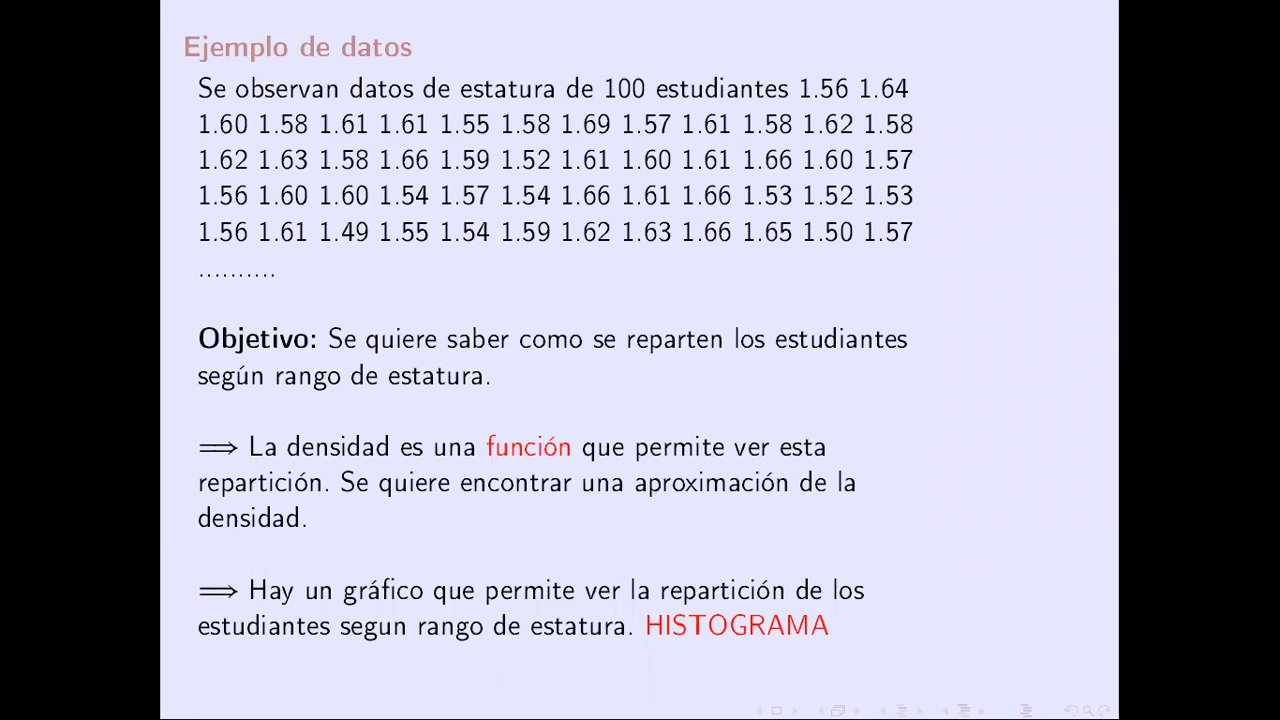 Ejemplo de datos
Se observan datos de estatura de 100 estudiantes 1.56 1.64
1.60 1.58 1.61 1.61 1.55 1.58 1.69 1.57 1.61 1.58 1.62 1.58
1.62 1.63 1.58 1.66 1.59 1.52 1.61 1.60 1.61 1.66 1.60 1.57
1.56 1.60 1.60 1.54 1.57 1.54 1.66 1.61 1.66 1.53 1.52 1.53
1.56 1.61 1.49 1.55 1.54 1.59 1.62 1.63 1.66 1.65 1.50 1.57
..........
Objetivo: Se quiere saber como se reparten los estudiantes
según rango de estatura.
⟹ La densidad es una función que permite ver esta
repartición. Se quiere encontrar una aproximación de la
densidad.
⟹ Hay un gráfico que permite ver la repartición de los
estudiantes segun rango de estatura. HISTOGRAMA